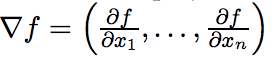 ∇f = (∂f/∂x₁, . . . , ∂f/∂xₙ)